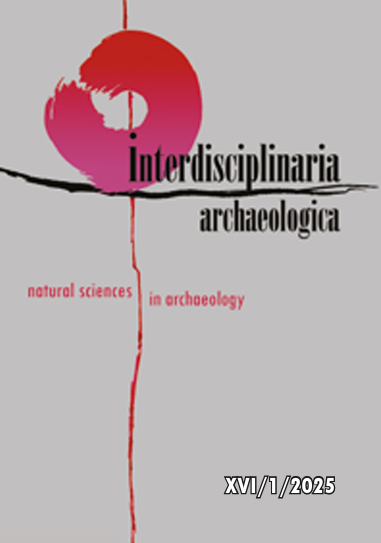 interdisciplinaria
archaeologica
natural sciences in archaeology
XVI/1/2025